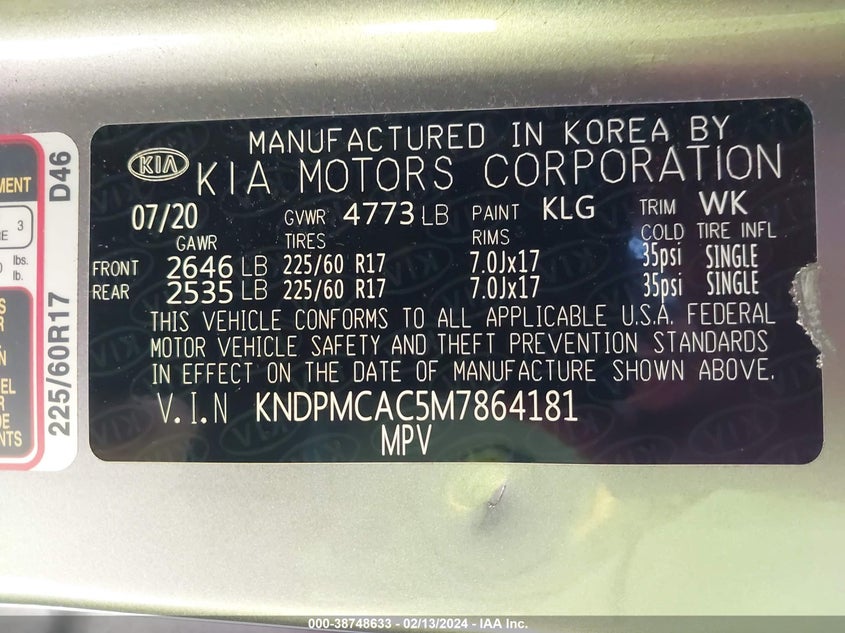 MANUFACTURED IN KOREA BY
KIA KIA MOTORS CORPORATION
07/20 GVWR 4773 LB PAINT KLG TRIM WK
GAWR TIRES RIMS COLD TIRE INFL
FRONT 2646 LB 225/60 R17 7.0Jx17 35psi SINGLE
REAR 2535 LB 225/60 R17 7.0Jx17 35psi SINGLE
THIS VEHICLE CONFORMS TO ALL APPLICABLE U.S.A. FEDERAL
MOTOR VEHICLE SAFETY AND THEFT PREVENTION STANDARDS
IN EFFECT ON THE DATE OF MANUFACTURE SHOWN ABOVE.
V.I.N KNDPMCAC5M7864181
MPV
D46
225/60R17
3
lbs.
lb.
000-38748633 - 02/13/2024 - IAA Inc.